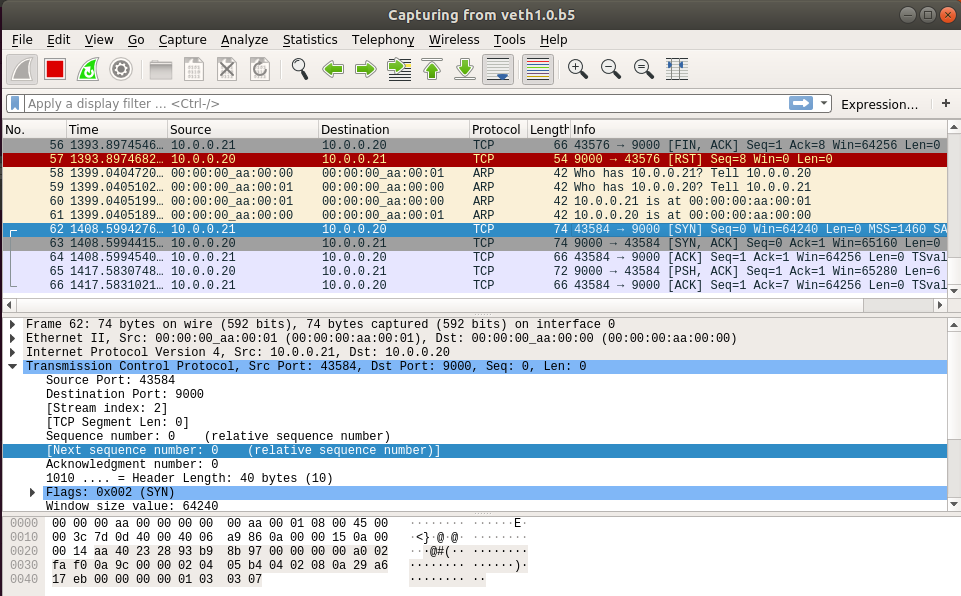 Capturing from veth1.0.b5
File Edit View Go Capture Analyze Statistics Telephony Wireless Tools Help
Apply a display filter ... <Ctrl-/> Expression… +
No. Time Source Destination Protocol Length Info
56 1393.8974546… 10.0.0.21 10.0.0.20 TCP 66 43576 → 9000 [FIN, ACK] Seq=1 Ack=8 Win=64256 Len=0
57 1393.8974682… 10.0.0.20 10.0.0.21 TCP 54 9000 → 43576 [RST] Seq=8 Win=0 Len=0
58 1399.0404720… 00:00:00_aa:00:00 00:00:00_aa:00:01 ARP 42 Who has 10.0.0.21? Tell 10.0.0.20
59 1399.0405102… 00:00:00_aa:00:01 00:00:00_aa:00:00 ARP 42 Who has 10.0.0.20? Tell 10.0.0.21
60 1399.0405199… 00:00:00_aa:00:01 00:00:00_aa:00:00 ARP 42 10.0.0.21 is at 00:00:00:aa:00:01
61 1399.0405189… 00:00:00_aa:00:00 00:00:00_aa:00:01 ARP 42 10.0.0.20 is at 00:00:00:aa:00:00
62 1408.5994276… 10.0.0.21 10.0.0.20 TCP 74 43584 → 9000 [SYN] Seq=0 Win=64240 Len=0 MSS=1460 SA
63 1408.5994415… 10.0.0.20 10.0.0.21 TCP 74 9000 → 43584 [SYN, ACK] Seq=0 Ack=1 Win=65160 Len=0
64 1408.5994540… 10.0.0.21 10.0.0.20 TCP 66 43584 → 9000 [ACK] Seq=1 Ack=1 Win=64256 Len=0 TSval
65 1417.5830748… 10.0.0.20 10.0.0.21 TCP 72 9000 → 43584 [PSH, ACK] Seq=1 Ack=1 Win=65280 Len=6
66 1417.5831021… 10.0.0.21 10.0.0.20 TCP 66 43584 → 9000 [ACK] Seq=1 Ack=7 Win=64256 Len=0 TSval
Frame 62: 74 bytes on wire (592 bits), 74 bytes captured (592 bits) on interface 0
Ethernet II, Src: 00:00:00_aa:00:01 (00:00:00:aa:00:01), Dst: 00:00:00_aa:00:00 (00:00:00:aa:00:00)
Internet Protocol Version 4, Src: 10.0.0.21, Dst: 10.0.0.20
Transmission Control Protocol, Src Port: 43584, Dst Port: 9000, Seq: 0, Len: 0
Source Port: 43584
Destination Port: 9000
[Stream index: 2]
[TCP Segment Len: 0]
Sequence number: 0 (relative sequence number)
[Next sequence number: 0 (relative sequence number)]
Acknowledgment number: 0
1010 .... = Header Length: 40 bytes (10)
Flags: 0x002 (SYN)
Window size value: 64240
0000 00 00 00 aa 00 00 00 00 00 aa 00 01 08 00 45 00 ········ ······E·
0010 00 3c 7d 0d 40 00 40 06 a9 86 0a 00 00 15 0a 00 ·<}·@·@· ········
0020 00 14 aa 40 23 28 93 b9 8b 97 00 00 00 00 a0 02 ···@#(·· ········
0030 fa f0 0a 9c 00 00 02 04 05 b4 04 02 08 0a 29 a6 ········ ······)·
0040 17 eb 00 00 00 00 01 03 03 07 ········ ··